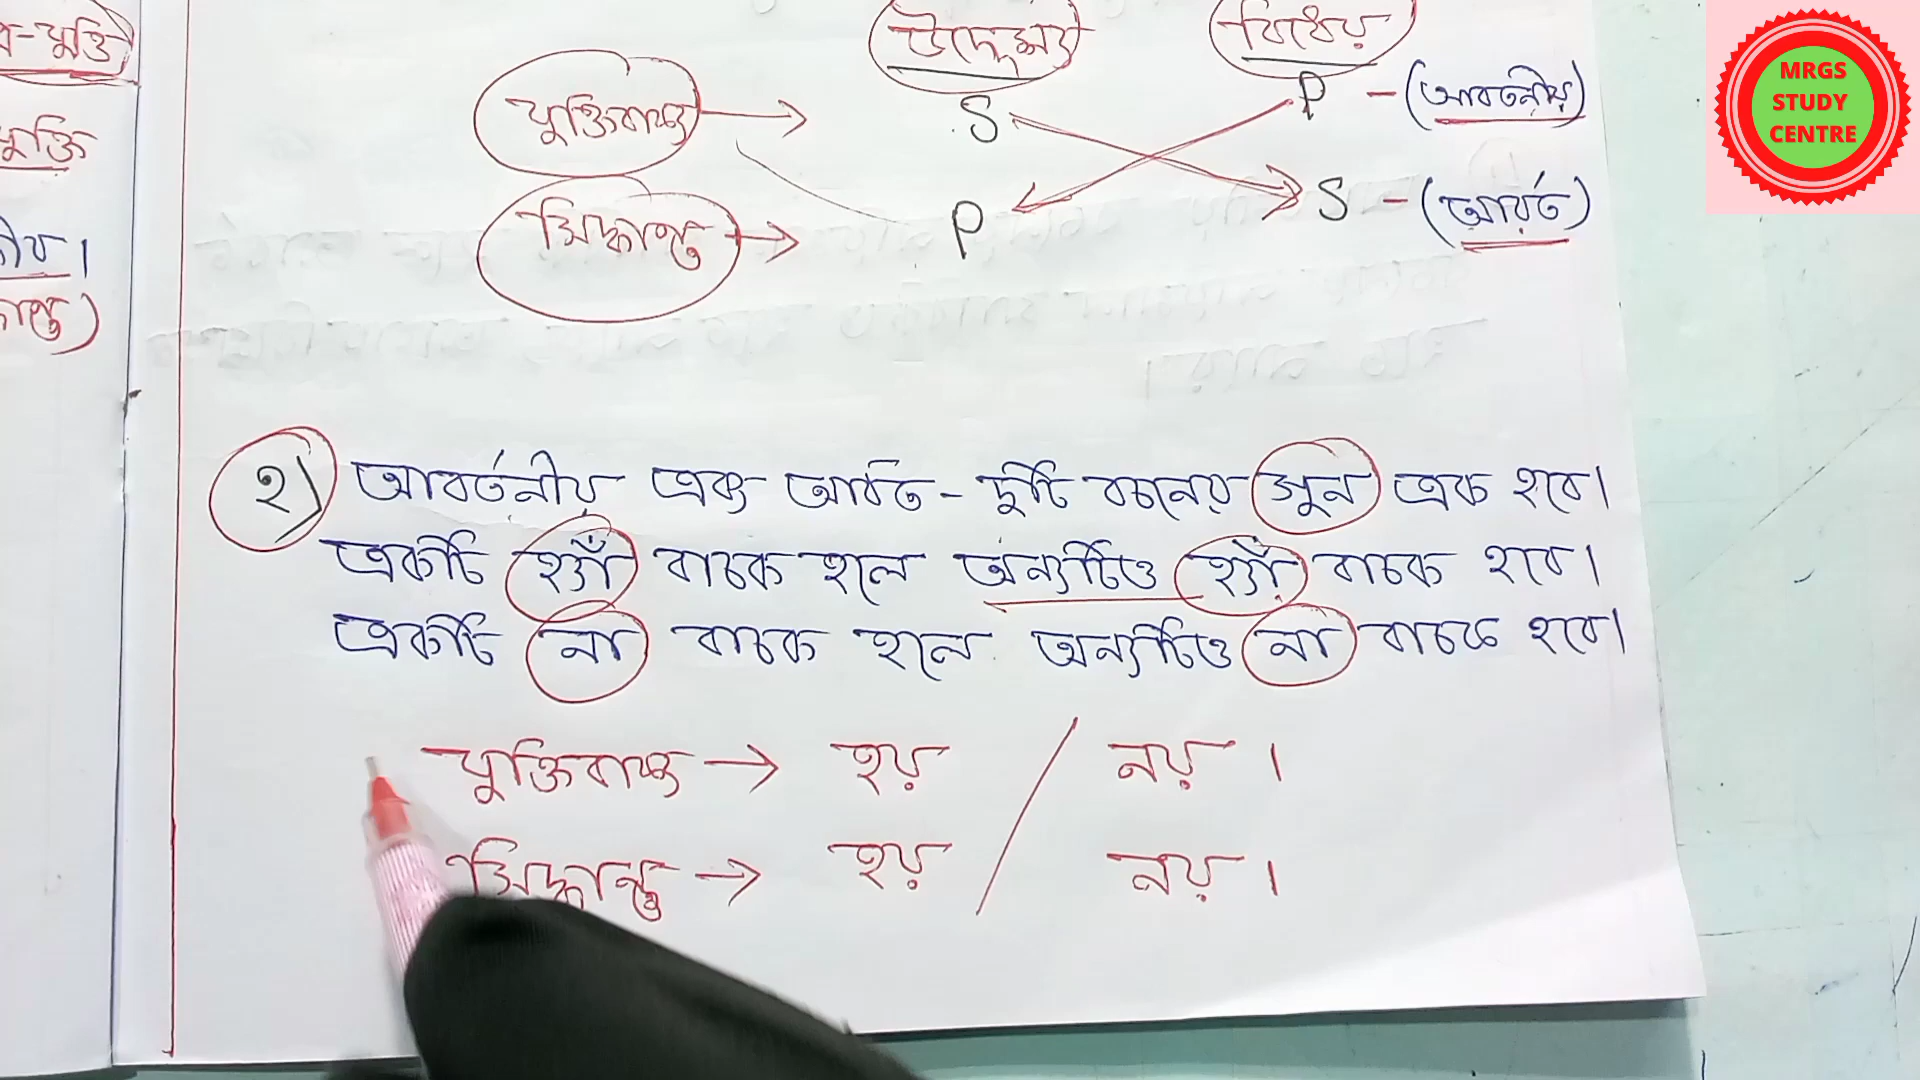 উদ্দেশ্য বিধেয়
যুক্তিবাক্য → S P - (আবর্তনীয়)
সিদ্ধান্ত → P S - (আবর্ত)
যুক্তি
২) আবর্তনীয় এবং আবর্ত - দুটি বচনের গুন এক হবে।
একটি হ্যাঁ বাচক হলে অন্যটিও হ্যাঁ বাচক হবে।
একটি না বাচক হলে অন্যটিও না বাচক হবে।
যুক্তিবাক্য → হয় / নয়।
সিদ্ধান্ত → হয় / নয়।
MRGS
STUDY
CENTRE